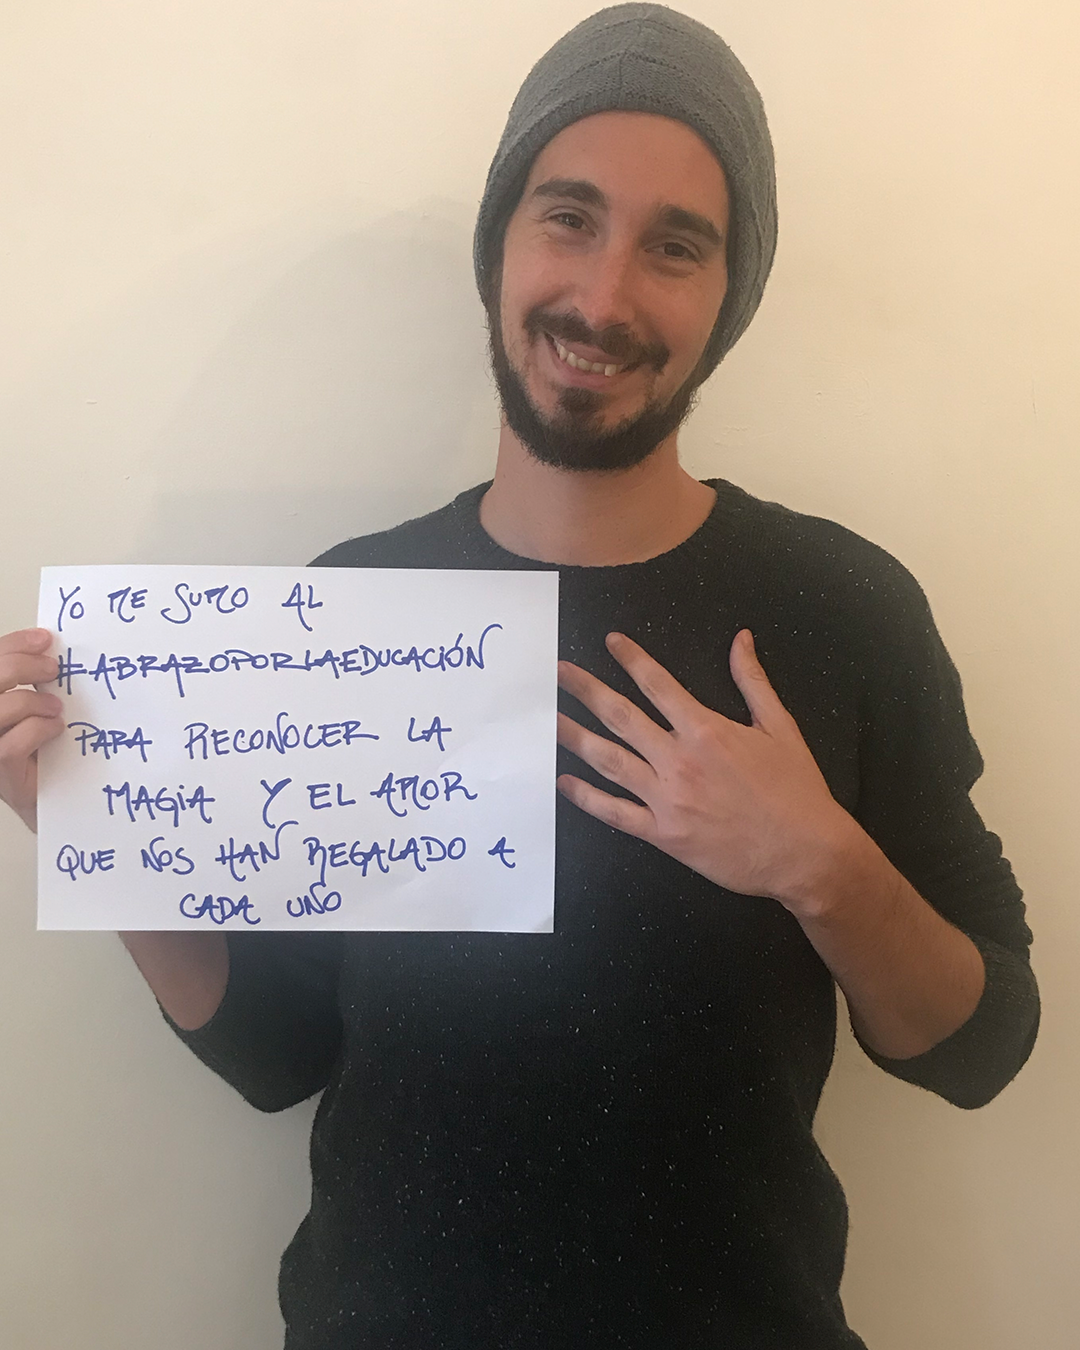 YO ME SUMO AL
#ABRAZOPORLAEDUCACIÓN
PARA RECONOCER LA
MAGiA Y EL AMOR
QUE NOS HAN REGALADO A
CADA UNO